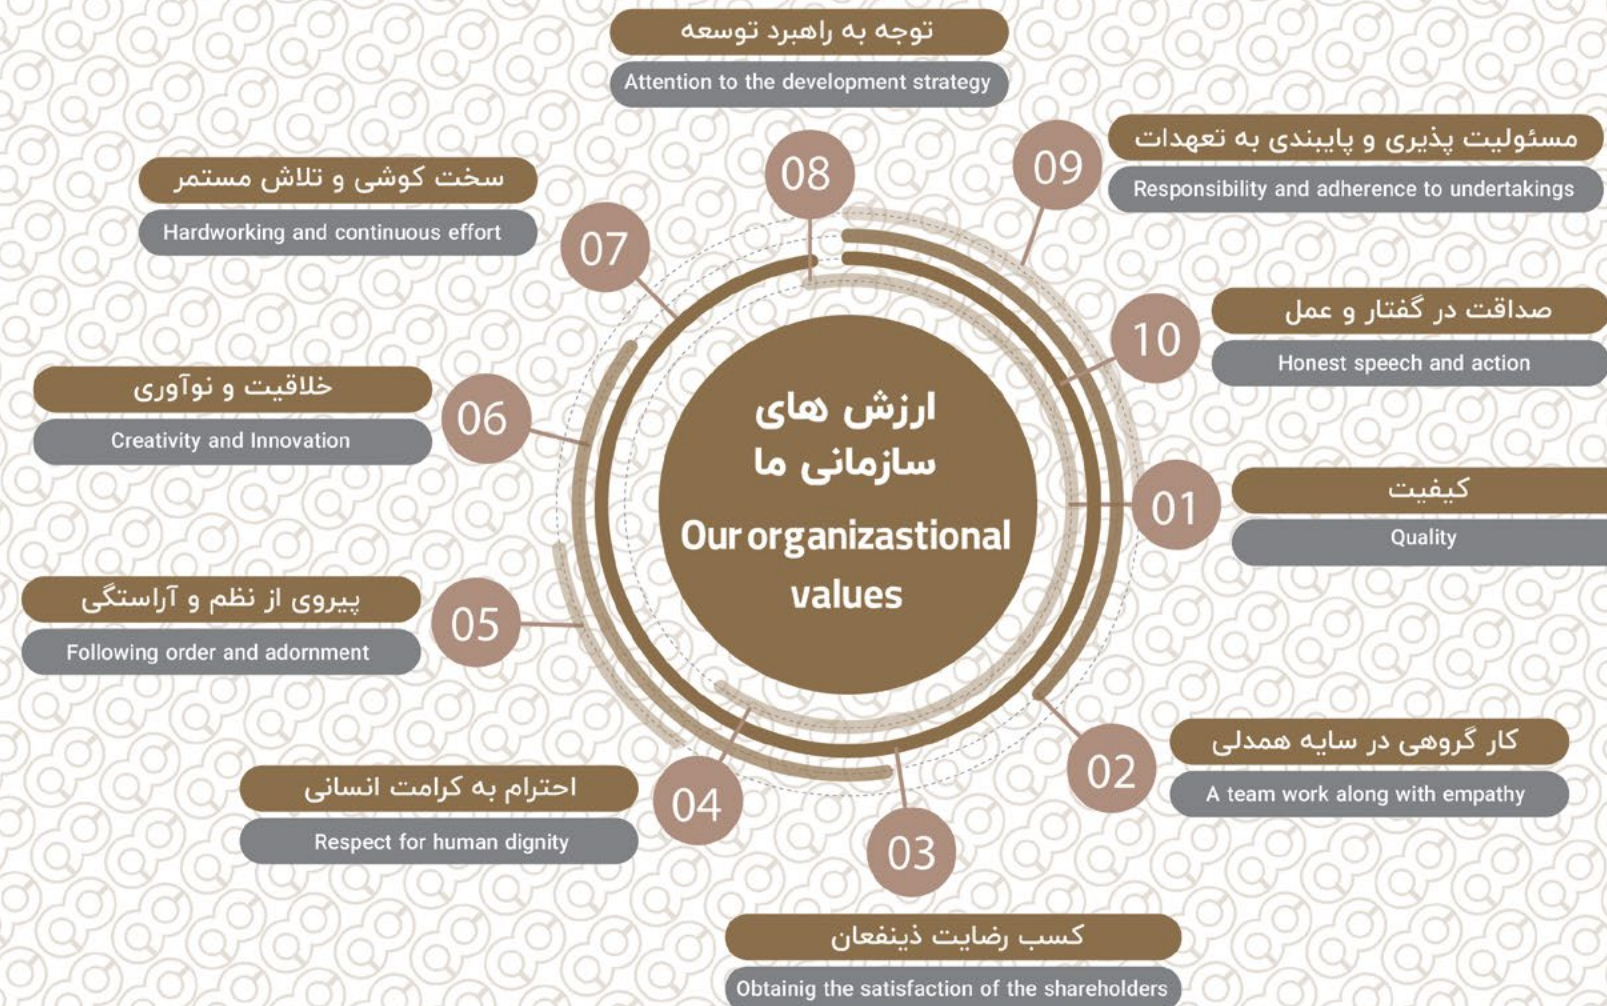 توجه به راهبرد توسعه
Attention to the development strategy
مسئولیت پذیری و پایبندی به تعهدات
Responsibility and adherence to undertakings
09
08
سخت کوشی و تلاش مستمر
Hardworking and continuous effort
07
صداقت در گفتار و عمل
Honest speech and action
10
خلاقیت و نوآوری
Creativity and Innovation
06
ارزش های
سازمانی ما
Our organizastional
values
کیفیت
Quality
01
پیروی از نظم و آراستگی
Following order and adornment
05
کار گروهی در سایه همدلی
A team work along with empathy
02
احترام به کرامت انسانی
Respect for human dignity
04
03
کسب رضایت ذینفعان
Obtainig the satisfaction of the shareholders